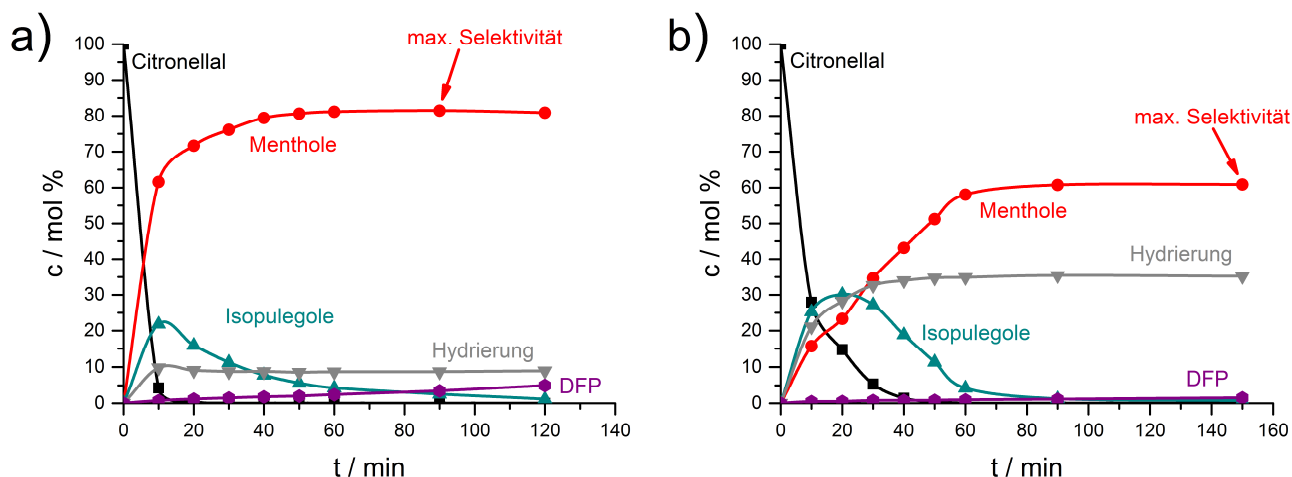 a)
max. Selektivität
Citronellal
Menthole
Isopulegole
Hydrierung
DFP
c / mol %
100
90
80
70
60
50
40
30
20
10
0
0 20 40 60 80 100 120 140
t / min
b)
Citronellal
max. Selektivität
Menthole
Hydrierung
Isopulegole
DFP
c / mol %
100
90
80
70
60
50
40
30
20
10
0
0 20 40 60 80 100 120 140 160
t / min